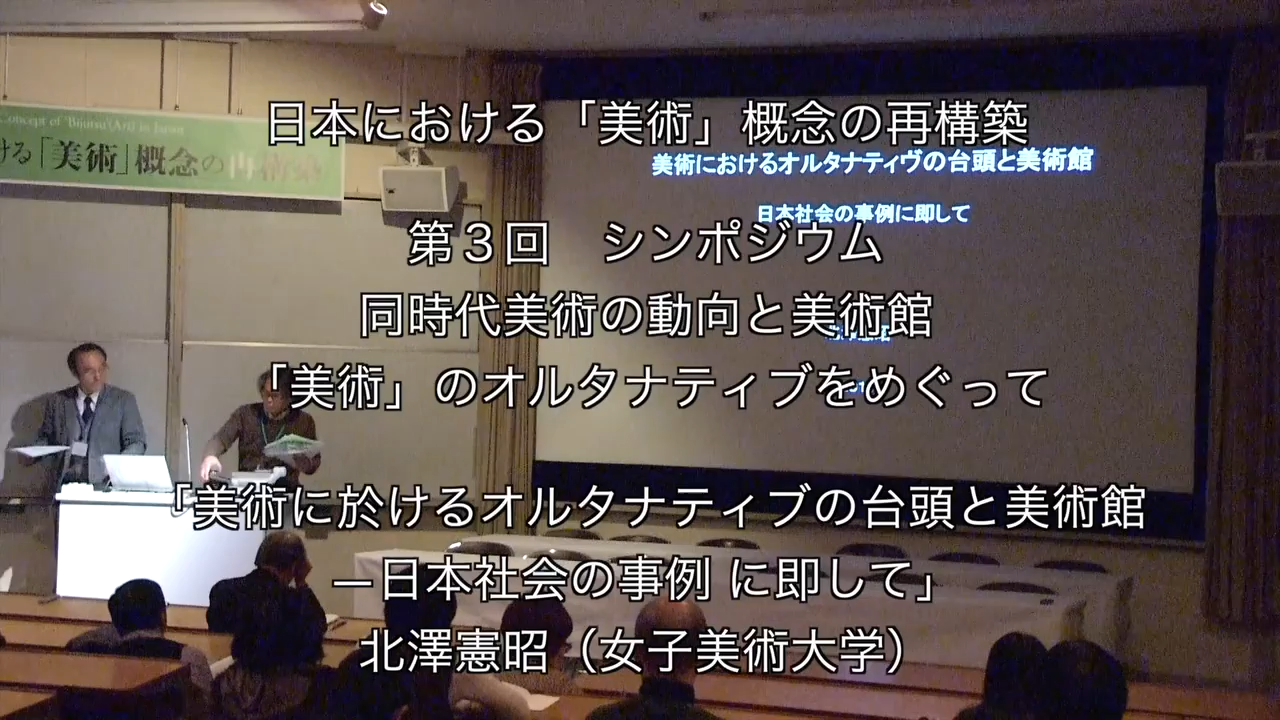 日本における「美術」概念の再構築
第３回　シンポジウム
同時代美術の動向と美術館
「美術」のオルタナティブをめぐって
「美術に於けるオルタナティブの台頭と美術館
—日本社会の事例 に即して」
北澤憲昭（女子美術大学）
Concept of 'Bijutsu' (Art) in Japan
ける「美術」概念の再構築
美術におけるオルタナティヴの台頭と美術館
日本社会の事例に即して